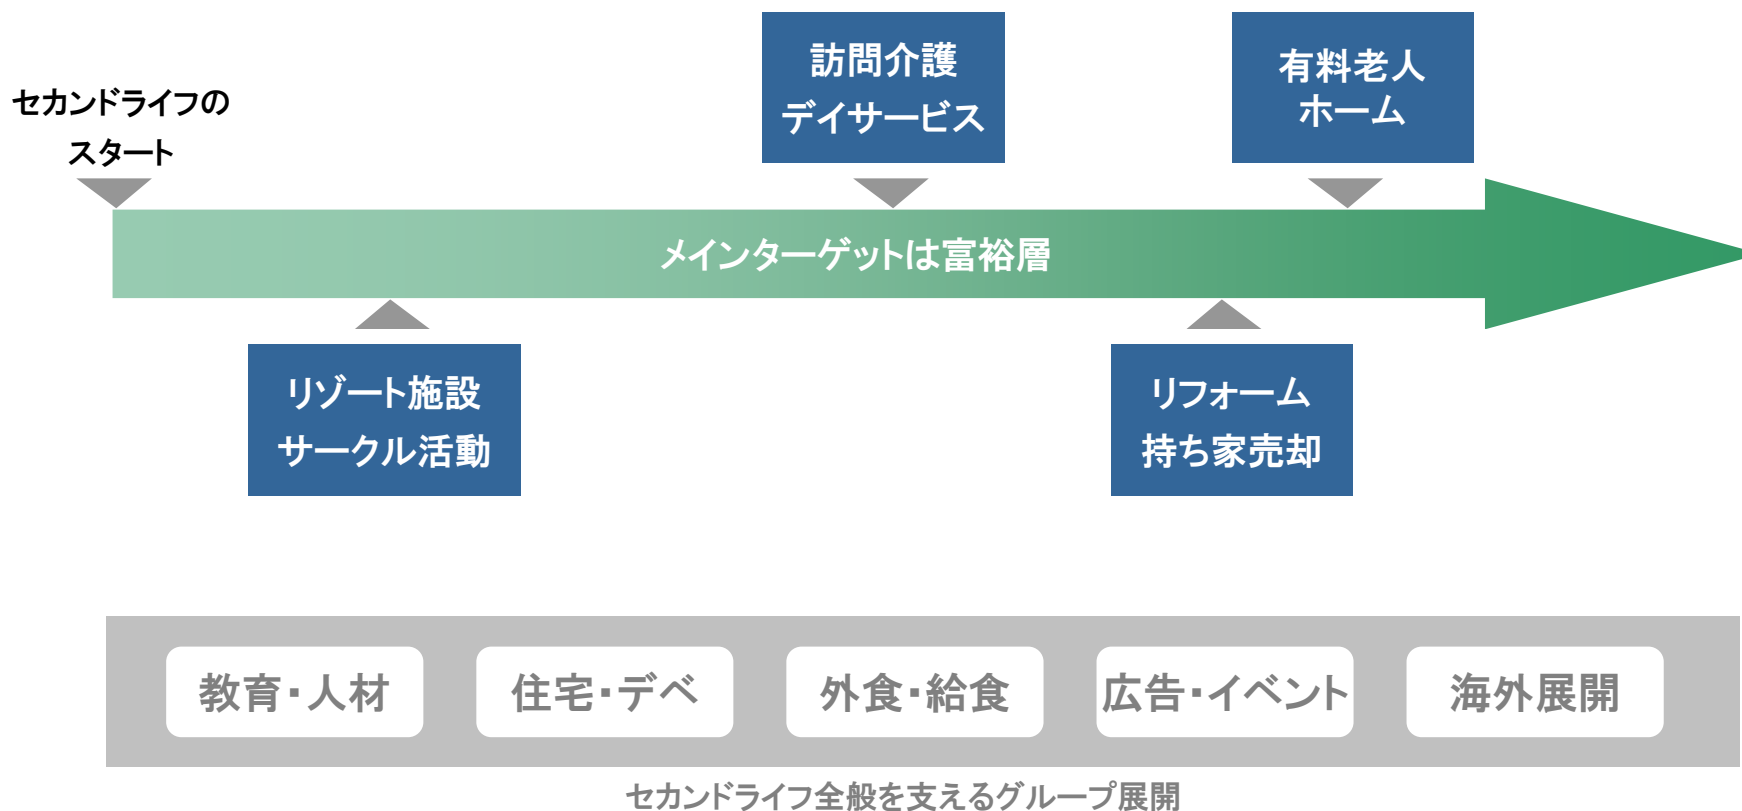 訪問介護
デイサービス
有料老人
ホーム
セカンドライフの
スタート
メインターゲットは富裕層
リゾート施設
サークル活動
リフォーム
持ち家売却
教育・人材
住宅・デベ
外食・給食
広告・イベント
海外展開
セカンドライフ全般を支えるグループ展開